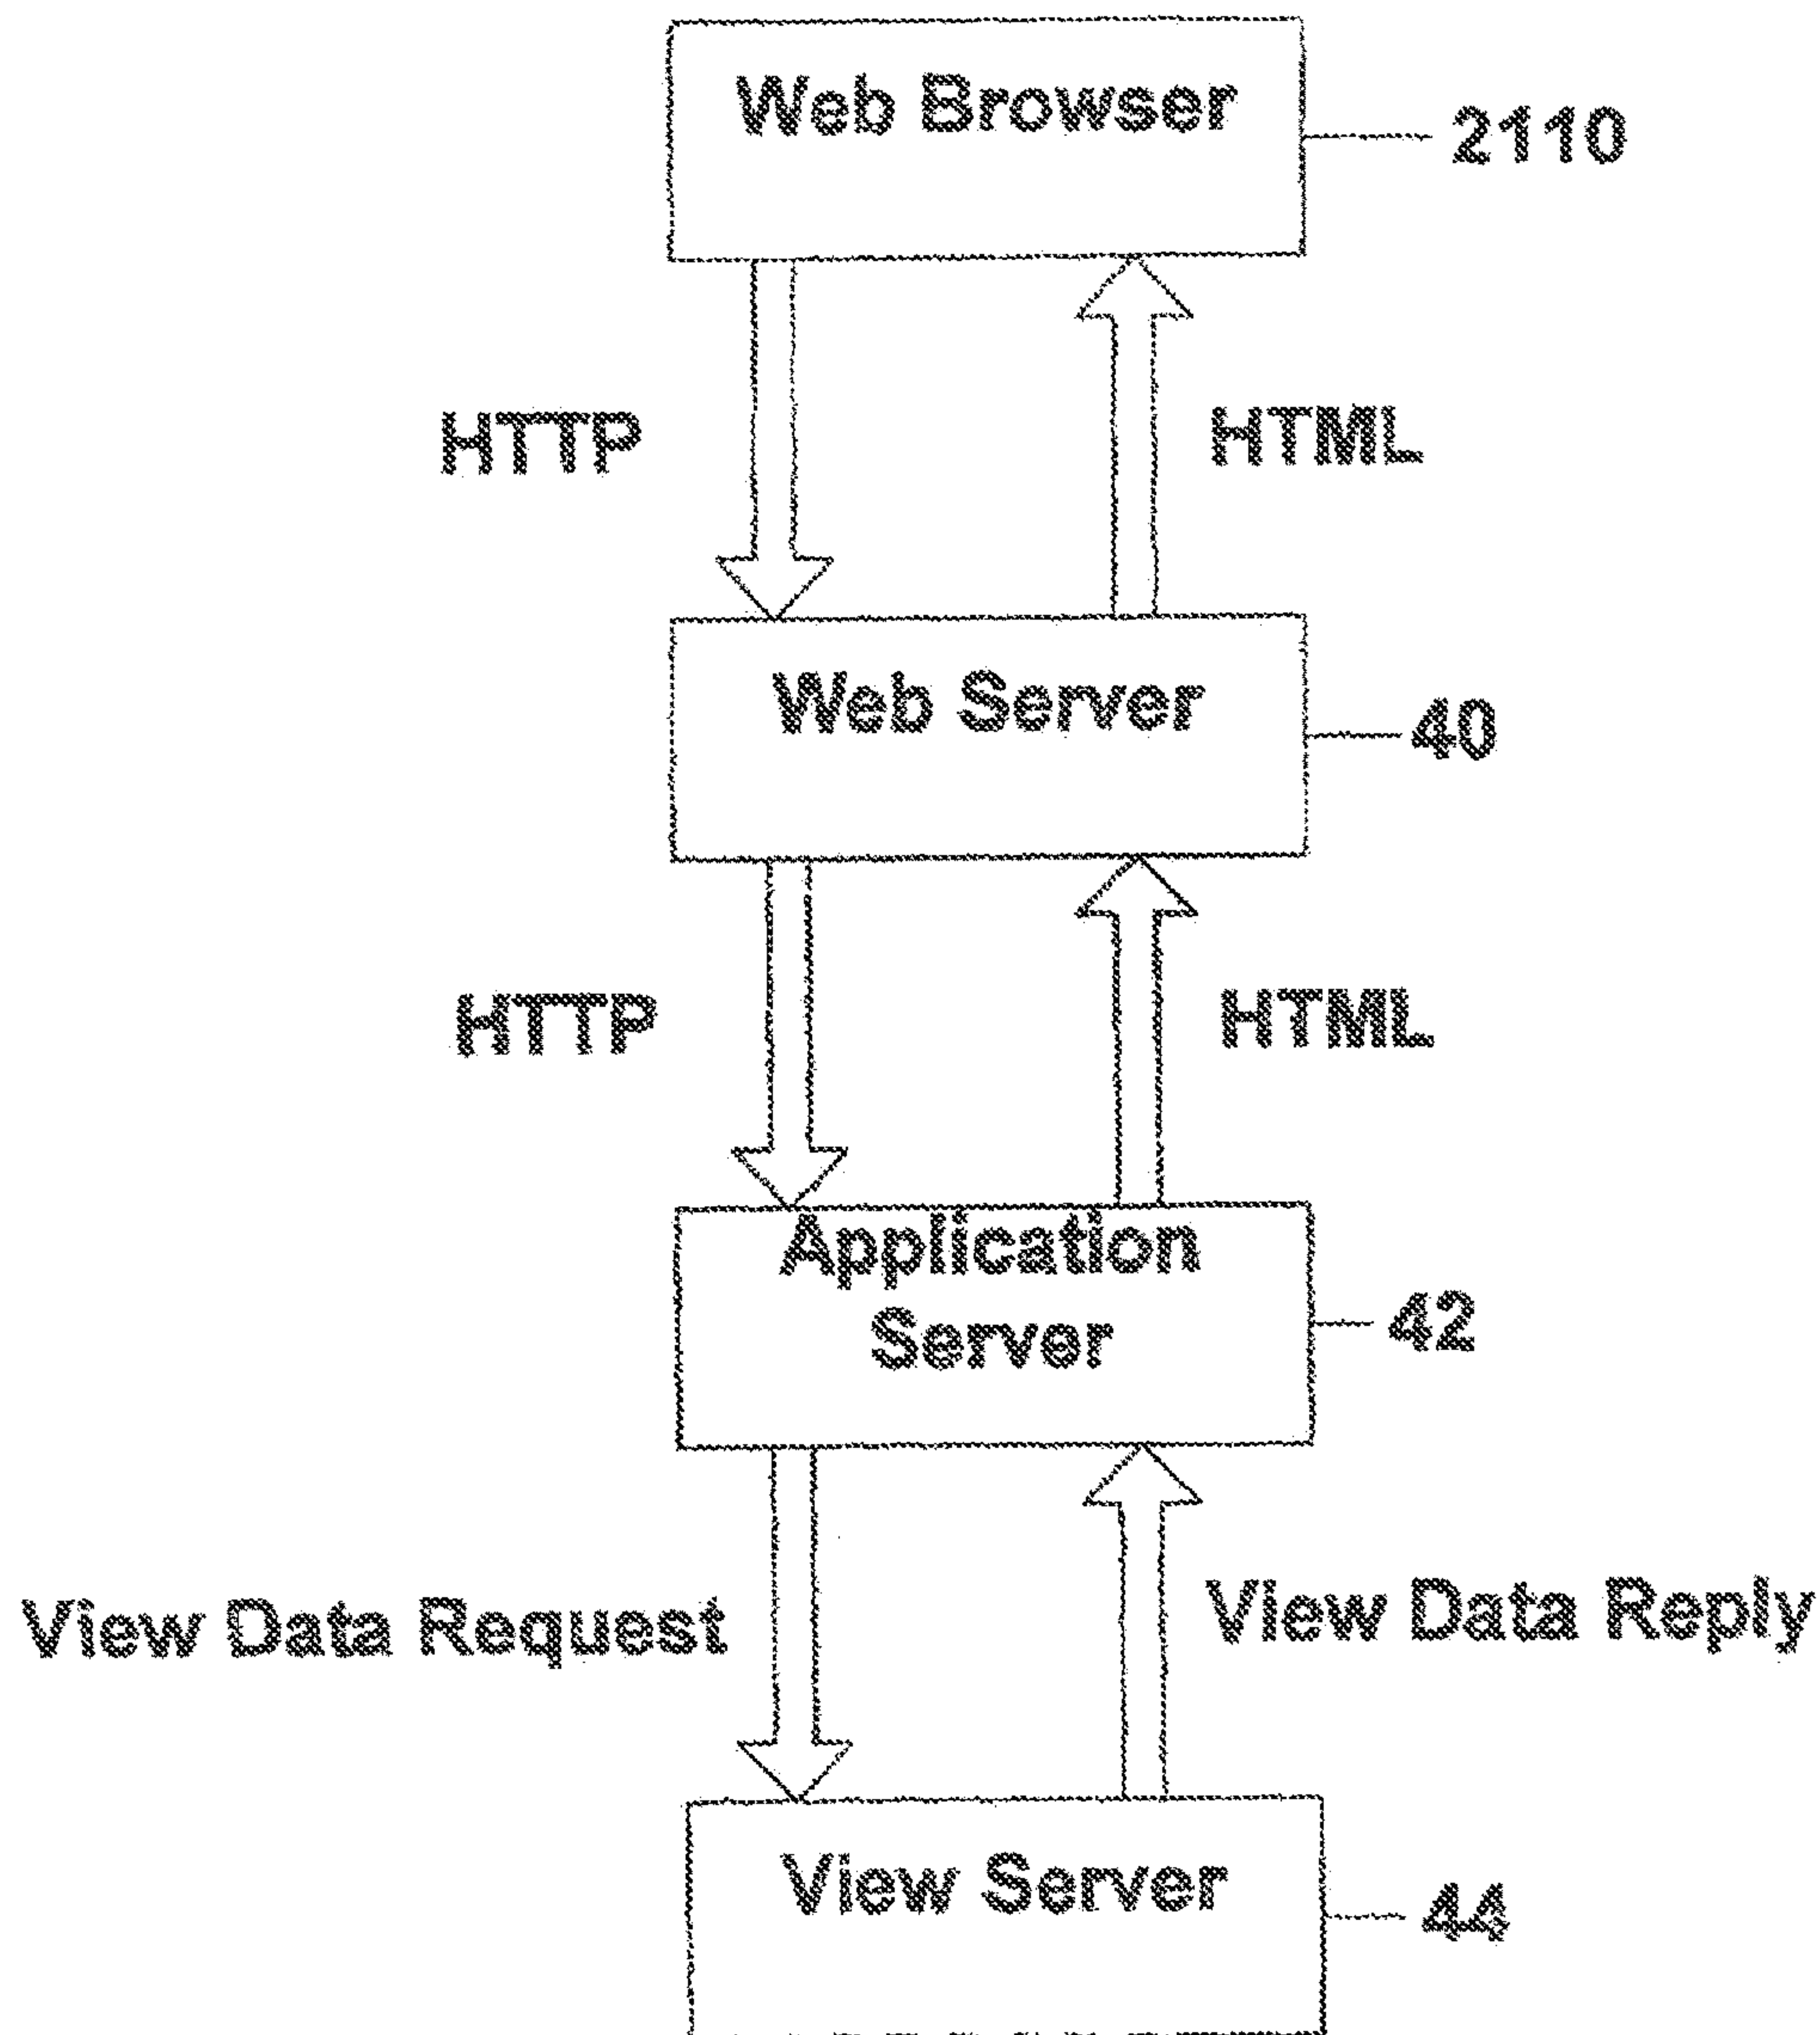 Web Browser
2110
HTTP
HTML
Web Server
40
HTTP
HTML
Application
Server
42
View Data Request
View Data Reply
View Server
44